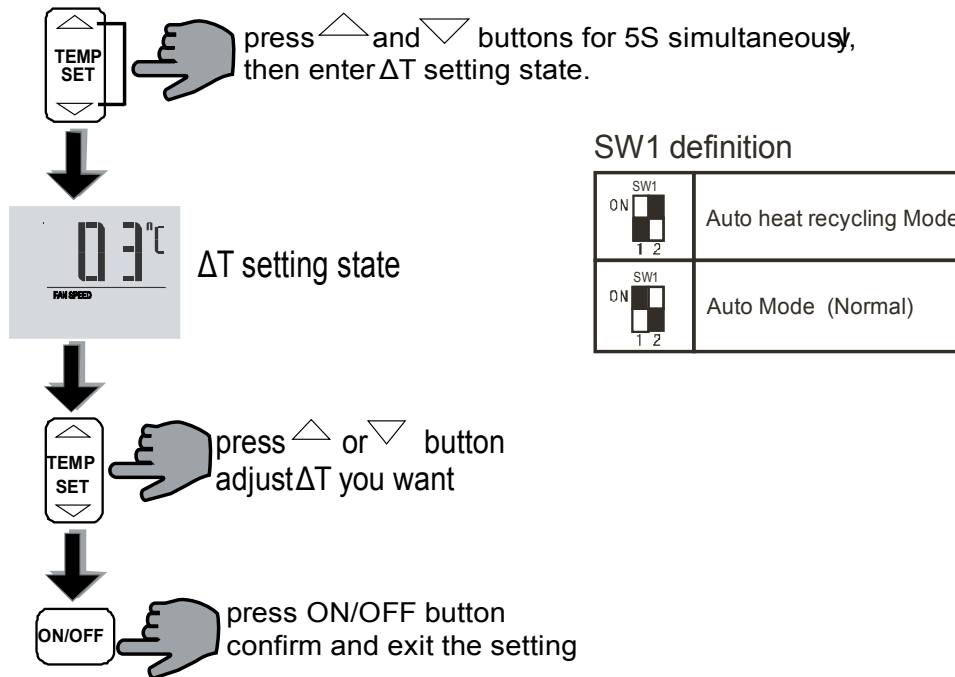 TEMP
SET
press △ and ▽ buttons for 5S simultaneously,
then enter ΔT setting state.
03°C
FAN SPEED
ΔT setting state
TEMP
SET
press △ or ▽ button
adjust ΔT you want
ON/OFF
press ON/OFF button
confirm and exit the setting
SW1 definition
SW1
ON
1 2
Auto heat recycling Mode
SW1
ON
1 2
Auto Mode (Normal)